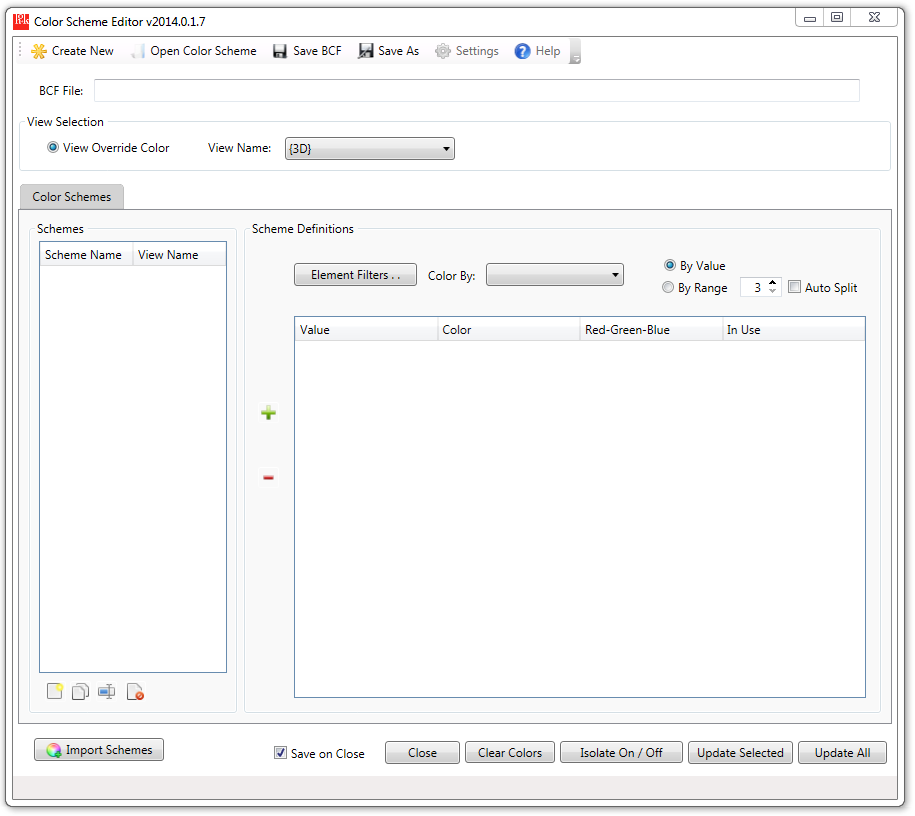 Color Scheme Editor v2014.0.1.7
Create New Open Color Scheme Save BCF Save As Settings Help
BCF File:
View Selection
View Override Color View Name: {3D}
Color Schemes
Schemes
Scheme Name View Name
Scheme Definitions
Element Filters . . Color By:
By Value
By Range 3 Auto Split
Value Color Red-Green-Blue In Use
Import Schemes Save on Close Close Clear Colors Isolate On / Off Update Selected Update All